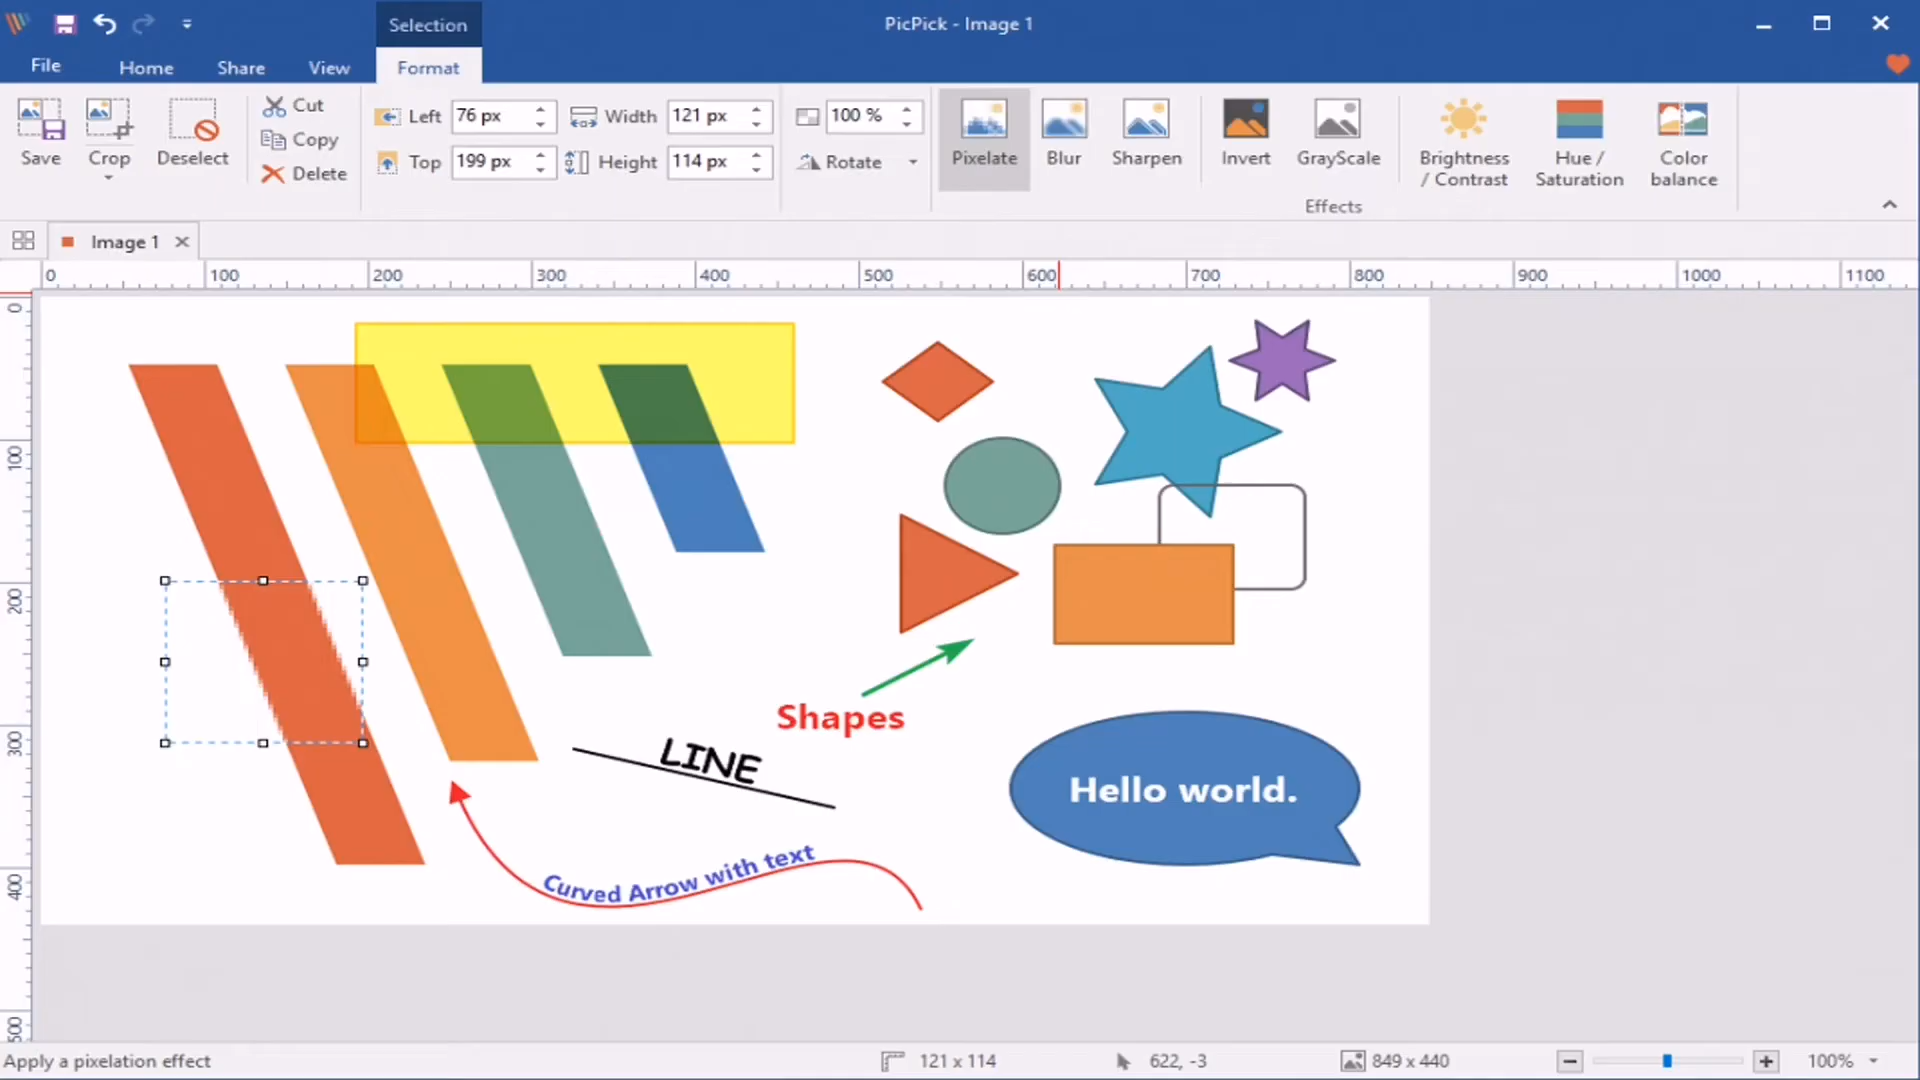 Selection
PicPick - Image 1
File
Home
Share
View
Format
Save
Crop
Deselect
Cut
Copy
Delete
Left
76 px
Width
121 px
Top
199 px
Height
114 px
100 %
Rotate
Pixelate
Blur
Sharpen
Invert
GrayScale
Brightness
/ Contrast
Hue /
Saturation
Color
balance
Effects
Image 1
0
100
200
300
400
500
600
700
800
900
1000
1100
0
100
200
300
400
500
Shapes
LINE
Hello world.
Curved Arrow with text
Apply a pixelation effect
121 x 114
622, -3
849 x 440
100%